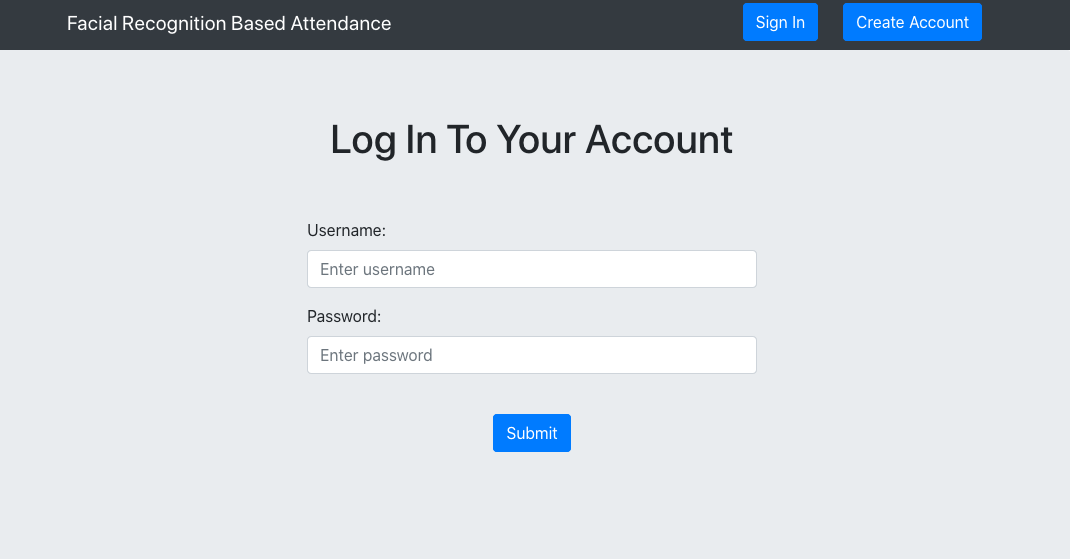 Facial Recognition Based Attendance Sign In Create Account
Log In To Your Account
Username:
Enter username
Password:
Enter password
Submit